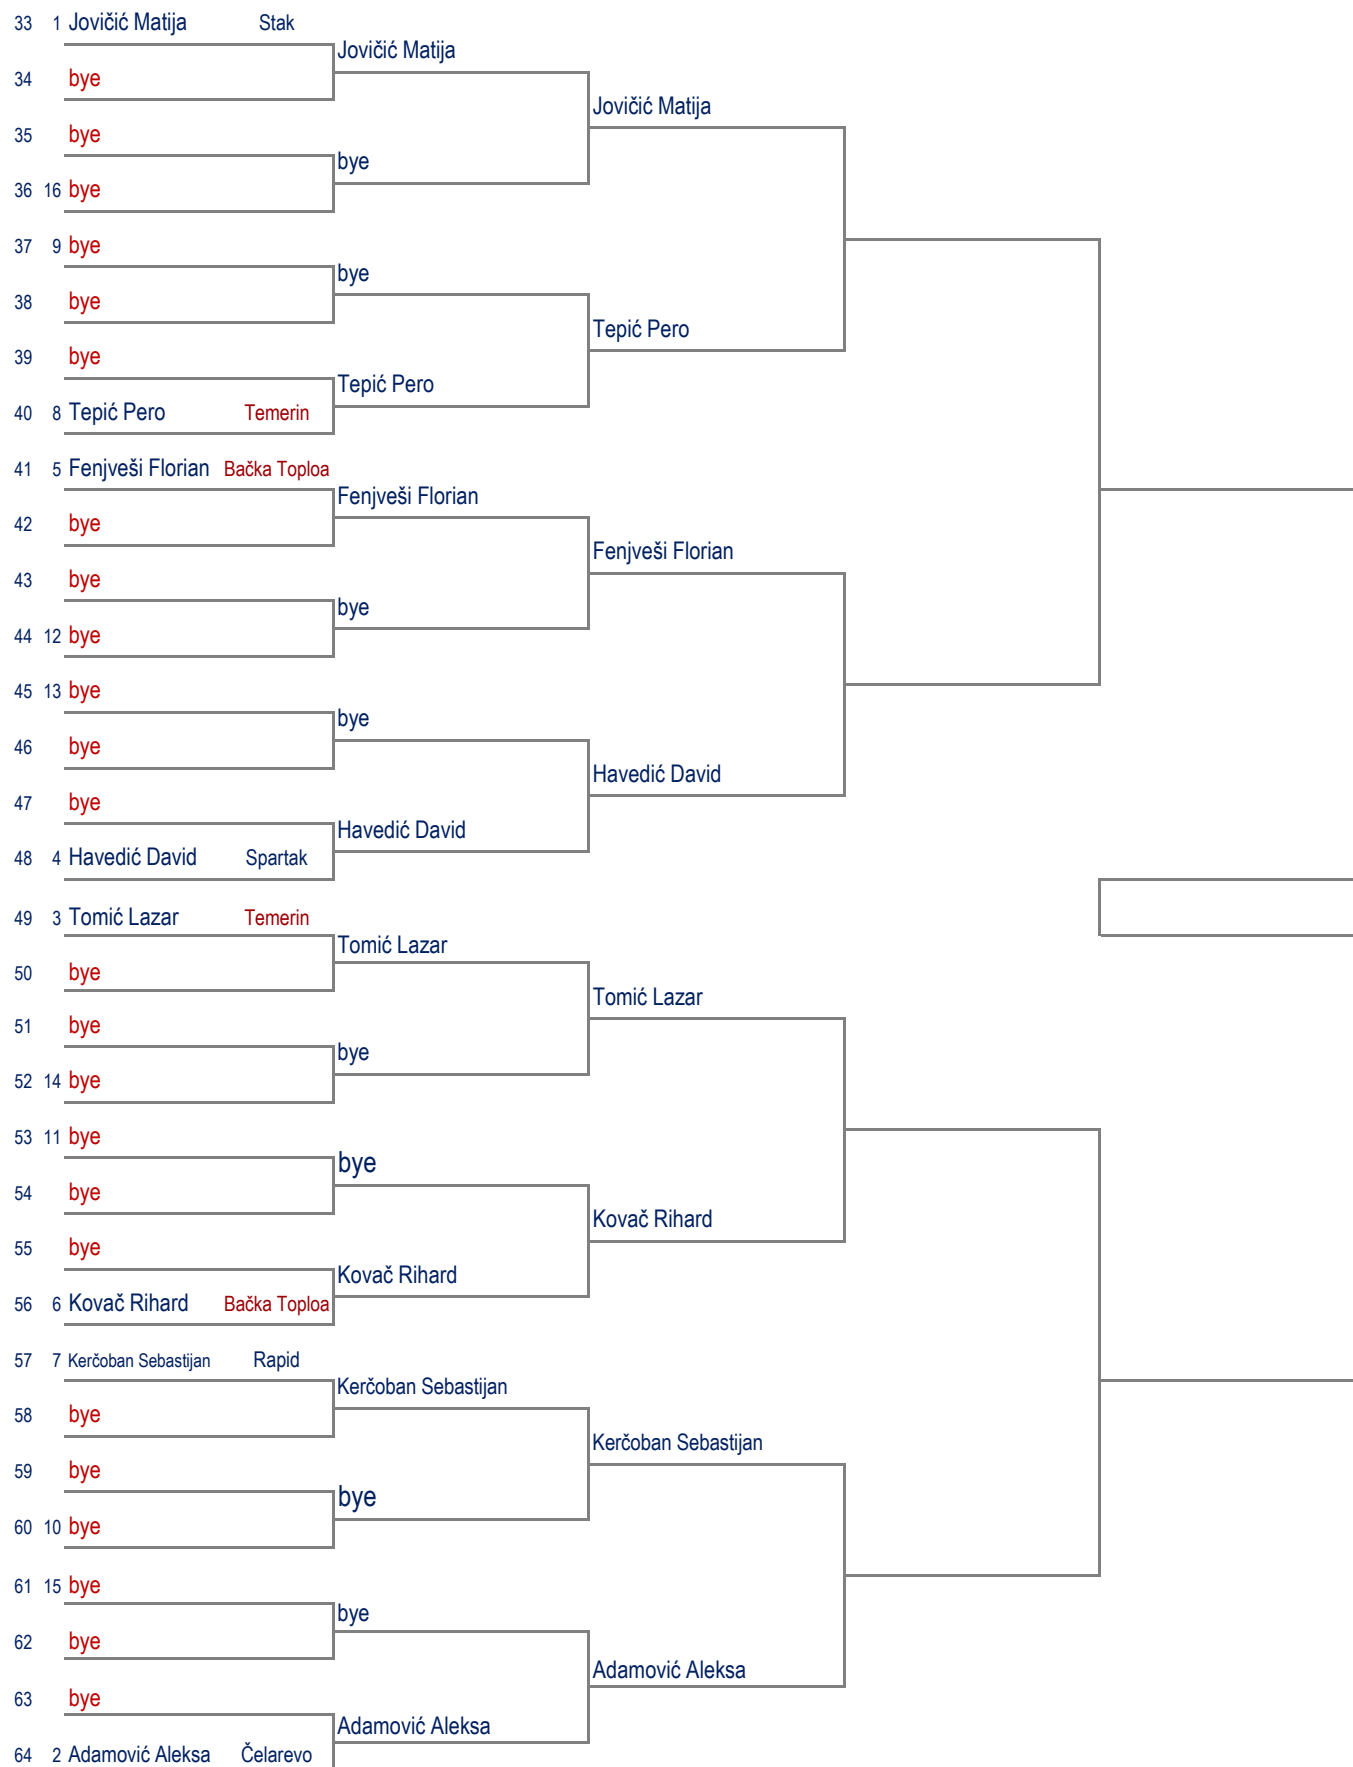 33 1 Jovičić Matija Stak
Jovičić Matija
34 bye
Jovičić Matija
35 bye
bye
36 16 bye
37 9 bye
bye
38 bye
Tepić Pero
39 bye
Tepić Pero
40 8 Tepić Pero Temerin
41 5 Fenjveši Florian Bačka Toploa
Fenjveši Florian
42 bye
Fenjveši Florian
43 bye
bye
44 12 bye
45 13 bye
bye
46 bye
Havedić David
47 bye
Havedić David
48 4 Havedić David Spartak
49 3 Tomić Lazar Temerin
Tomić Lazar
50 bye
Tomić Lazar
51 bye
bye
52 14 bye
53 11 bye
bye
54 bye
Kovač Rihard
55 bye
Kovač Rihard
56 6 Kovač Rihard Bačka Toploa
57 7 Kerčoban Sebastijan Rapid
Kerčoban Sebastijan
58 bye
Kerčoban Sebastijan
59 bye
bye
60 10 bye
61 15 bye
bye
62 bye
Adamović Aleksa
63 bye
Adamović Aleksa
64 2 Adamović Aleksa Čelarevo